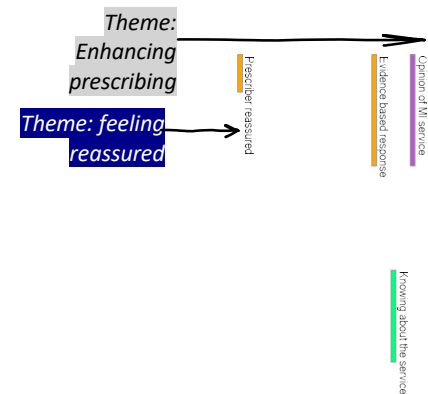 Theme:
Enhancing
prescribing
Theme: feeling
reassured
Prescriber reassured
Evidence based response
Opinion of MI service
Knowing about the service